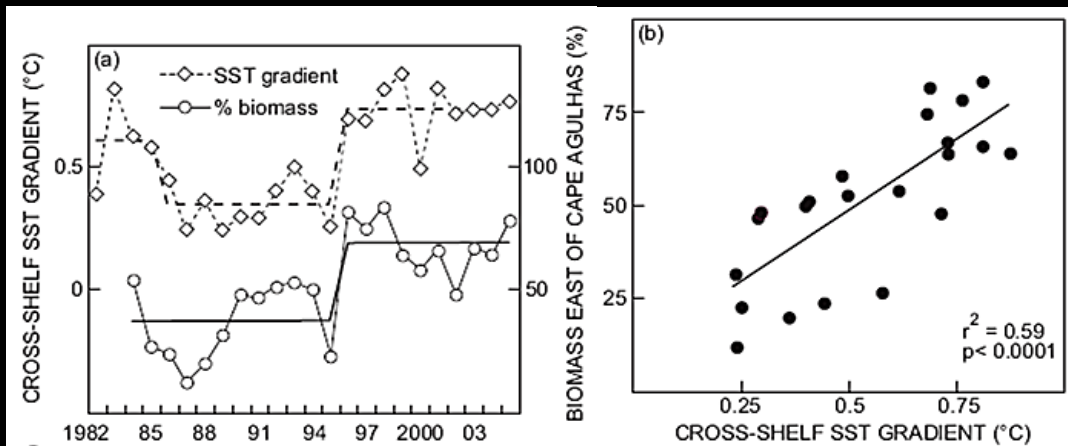 (a)
SST gradient
% biomass
CROSS-SHELF SST GRADIENT (°C)
0.5
0
100
50
1982 85 88 91 94 97 2000 03
(b)
BIOMASS EAST OF CAPE AGULHAS (%)
75
50
25
r² = 0.59
p< 0.0001
0.25 0.5 0.75
CROSS-SHELF SST GRADIENT (°C)